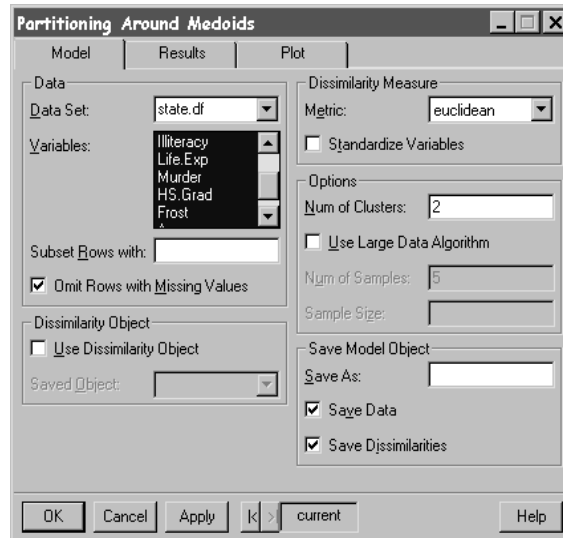 Partitioning Around Medoids
Model
Results
Plot
Data
Data Set:
state.df
Variables:
Illiteracy
Life.Exp
Murder
HS.Grad
Frost
Subset Rows with:
Omit Rows with Missing Values
Dissimilarity Object
Use Dissimilarity Object
Saved Object:
Dissimilarity Measure
Metric:
euclidean
Standardize Variables
Options
Num of Clusters:
2
Use Large Data Algorithm
Num of Samples:
5
Sample Size:
Save Model Object
Save As:
Save Data
Save Dissimilarities
OK
Cancel
Apply
current
Help